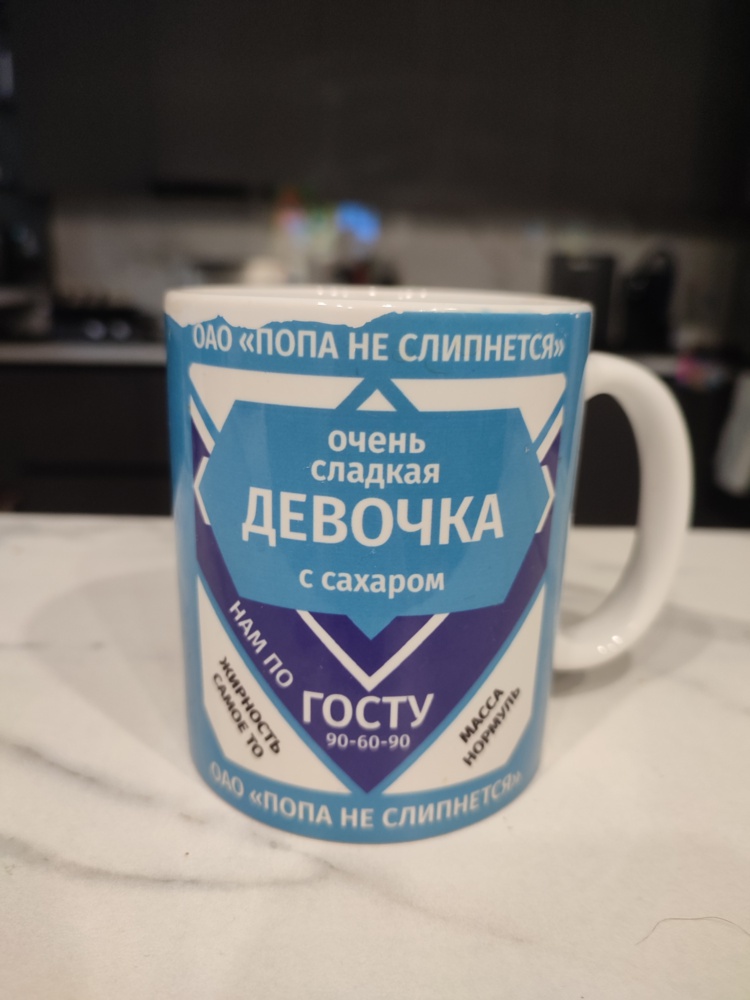 ОАО «ПОПА НЕ СЛИПНЕТСЯ»
очень
сладкая
ДЕВОЧКА
с сахаром
НАМ ПО
ГОСТУ
90-60-90
ЖИРНОСТЬ
САМОЕ ТО
МАССА
НОРМУЛЬ
ОАО «ПОПА НЕ СЛИПНЕТСЯ»